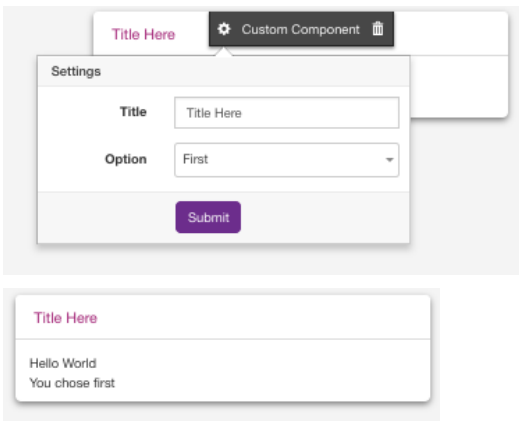 Title Here
Custom Component
Settings
Title
Title Here
Option
First
Submit
Title Here
Hello World
You chose first